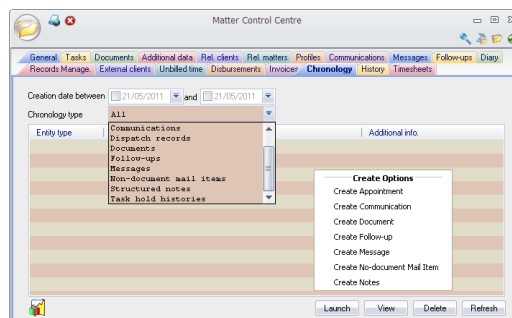 Matter Control Centre
General Tasks Documents Additional data Rel. clients Rel. matters Profiles Communications Messages Follow-ups Diary
Records Manage. External clients Unbilled time Disbursements Invoices Chronology History Timesheets
Creation date between 21/05/2011 and 21/05/2011
Chronology type All
Entity type Additional info.
Communications
Dispatch records
Documents
Follow-ups
Messages
Non-document mail items
Structured notes
Task hold histories
Create Options
Create Appointment
Create Communication
Create Document
Create Follow-up
Create Message
Create No-document Mail Item
Create Notes
Launch View Delete Refresh